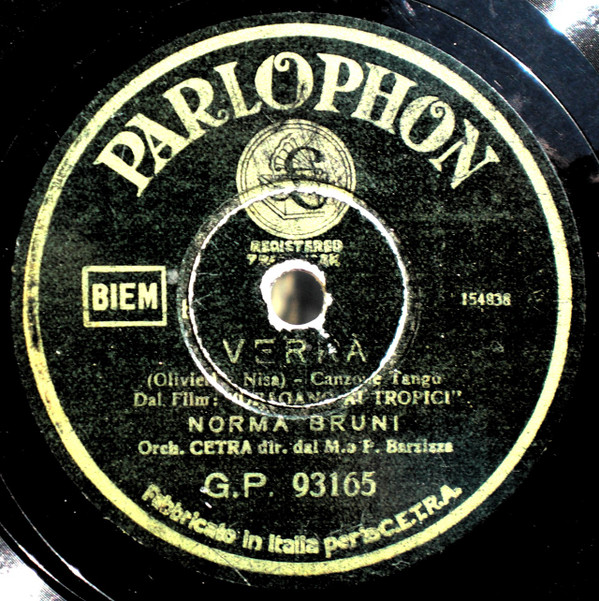 PARLOPHON
£
REGISTERED
BIEM
154838
VERRÀ
(Olivieri - Nisa) - Canzone Tango
Dal Film: "URAGANO AI TROPICI"
NORMA BRUNI
Orch. CETRA dir. dal M.o P. Barzizza
G.P. 93165
Fabbricato in Italia per la C.E.T.R.A.